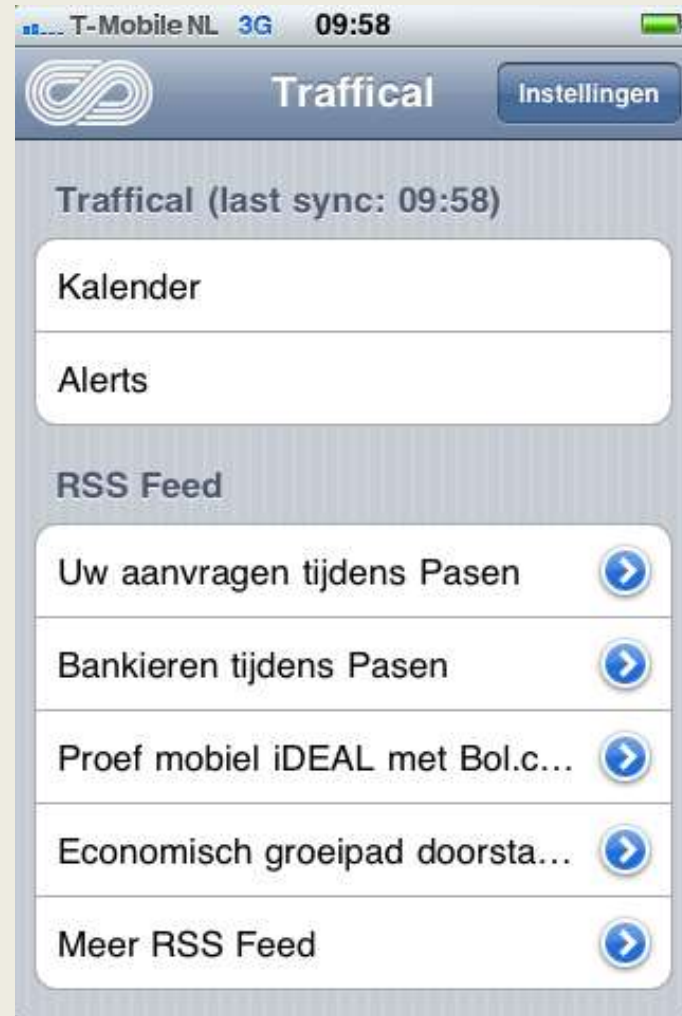 T-Mobile NL 3G 09:58
Traffical Instellingen
Traffical (last sync: 09:58)
Kalender
Alerts
RSS Feed
Uw aanvragen tijdens Pasen
Bankieren tijdens Pasen
Proef mobiel iDEAL met Bol.c...
Economisch groeipad doorsta...
Meer RSS Feed